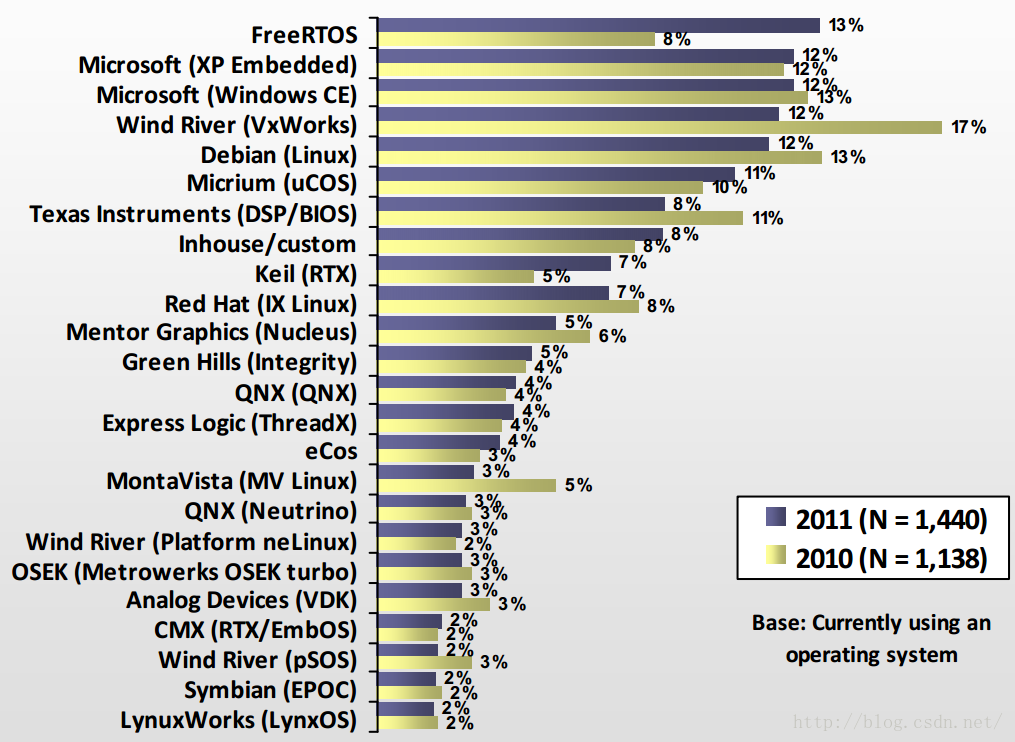 FreeRTOS 13% 8%
Microsoft (XP Embedded) 12% 12%
Microsoft (Windows CE) 12% 13%
Wind River (VxWorks) 12% 17%
Debian (Linux) 12% 13%
Micrium (uCOS) 11% 10%
Texas Instruments (DSP/BIOS) 8% 11%
Inhouse/custom 8% 8%
Keil (RTX) 7% 5%
Red Hat (IX Linux) 7% 8%
Mentor Graphics (Nucleus) 5% 6%
Green Hills (Integrity) 5% 4%
QNX (QNX) 4% 4%
Express Logic (ThreadX) 4% 4%
eCos 4% 3%
MontaVista (MV Linux) 3% 5%
QNX (Neutrino) 3% 3%
Wind River (Platform neLinux) 3% 2%
OSEK (Metrowerks OSEK turbo) 3% 3%
Analog Devices (VDK) 3% 3%
CMX (RTX/EmbOS) 2% 2%
Wind River (pSOS) 2% 3%
Symbian (EPOC) 2% 2%
LynuxWorks (LynxOS) 2% 2%
2011 (N = 1,440)
2010 (N = 1,138)
Base: Currently using an
operating system
http://blog.csdn.net/